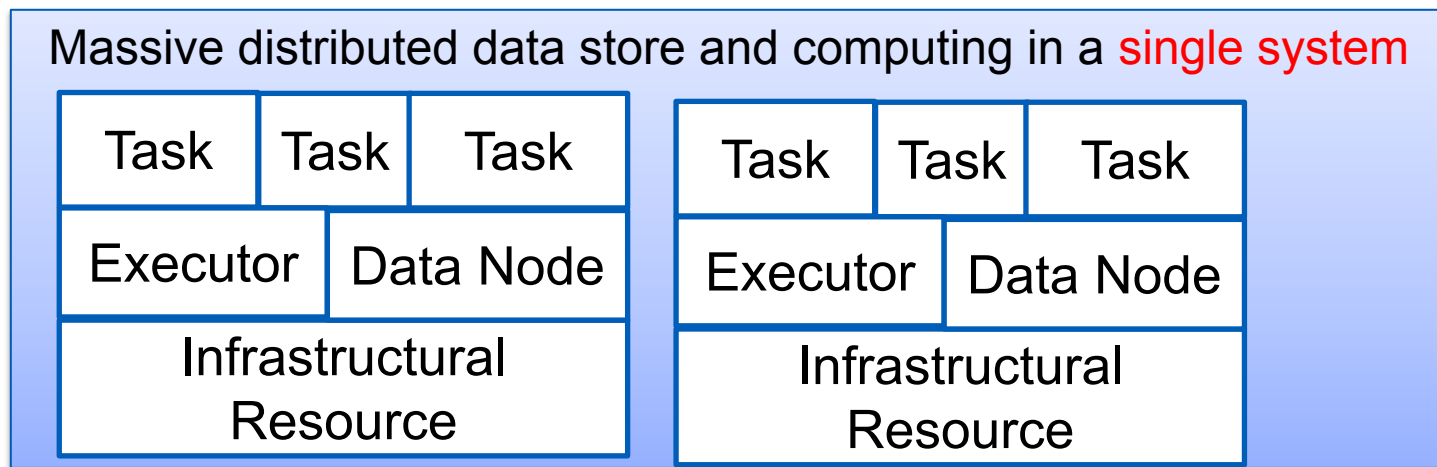 Massive distributed data store and computing in a single system
Task Task Task
Executor Data Node
Infrastructural
Resource
Task Task Task
Executor Data Node
Infrastructural
Resource